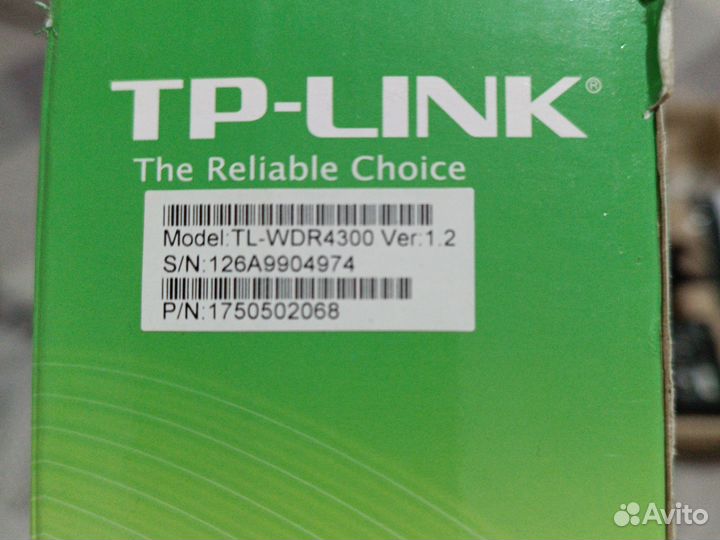 TP-LINK®
The Reliable Choice
Model:TL-WDR4300 Ver:1.2
S/N:126A9904974
P/N:1750502068
Avito